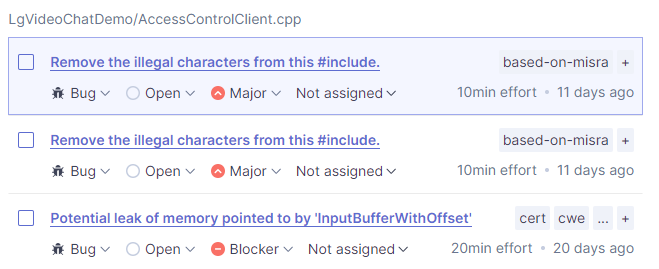 LgVideoChatDemo/AccessControlClient.cpp
Remove the illegal characters from this #include. based-on-misra +
Bug Open Major Not assigned 10min effort • 11 days ago
Remove the illegal characters from this #include. based-on-misra +
Bug Open Major Not assigned 10min effort • 11 days ago
Potential leak of memory pointed to by 'InputBufferWithOffset' cert cwe ... +
Bug Open Blocker Not assigned 20min effort • 20 days ago